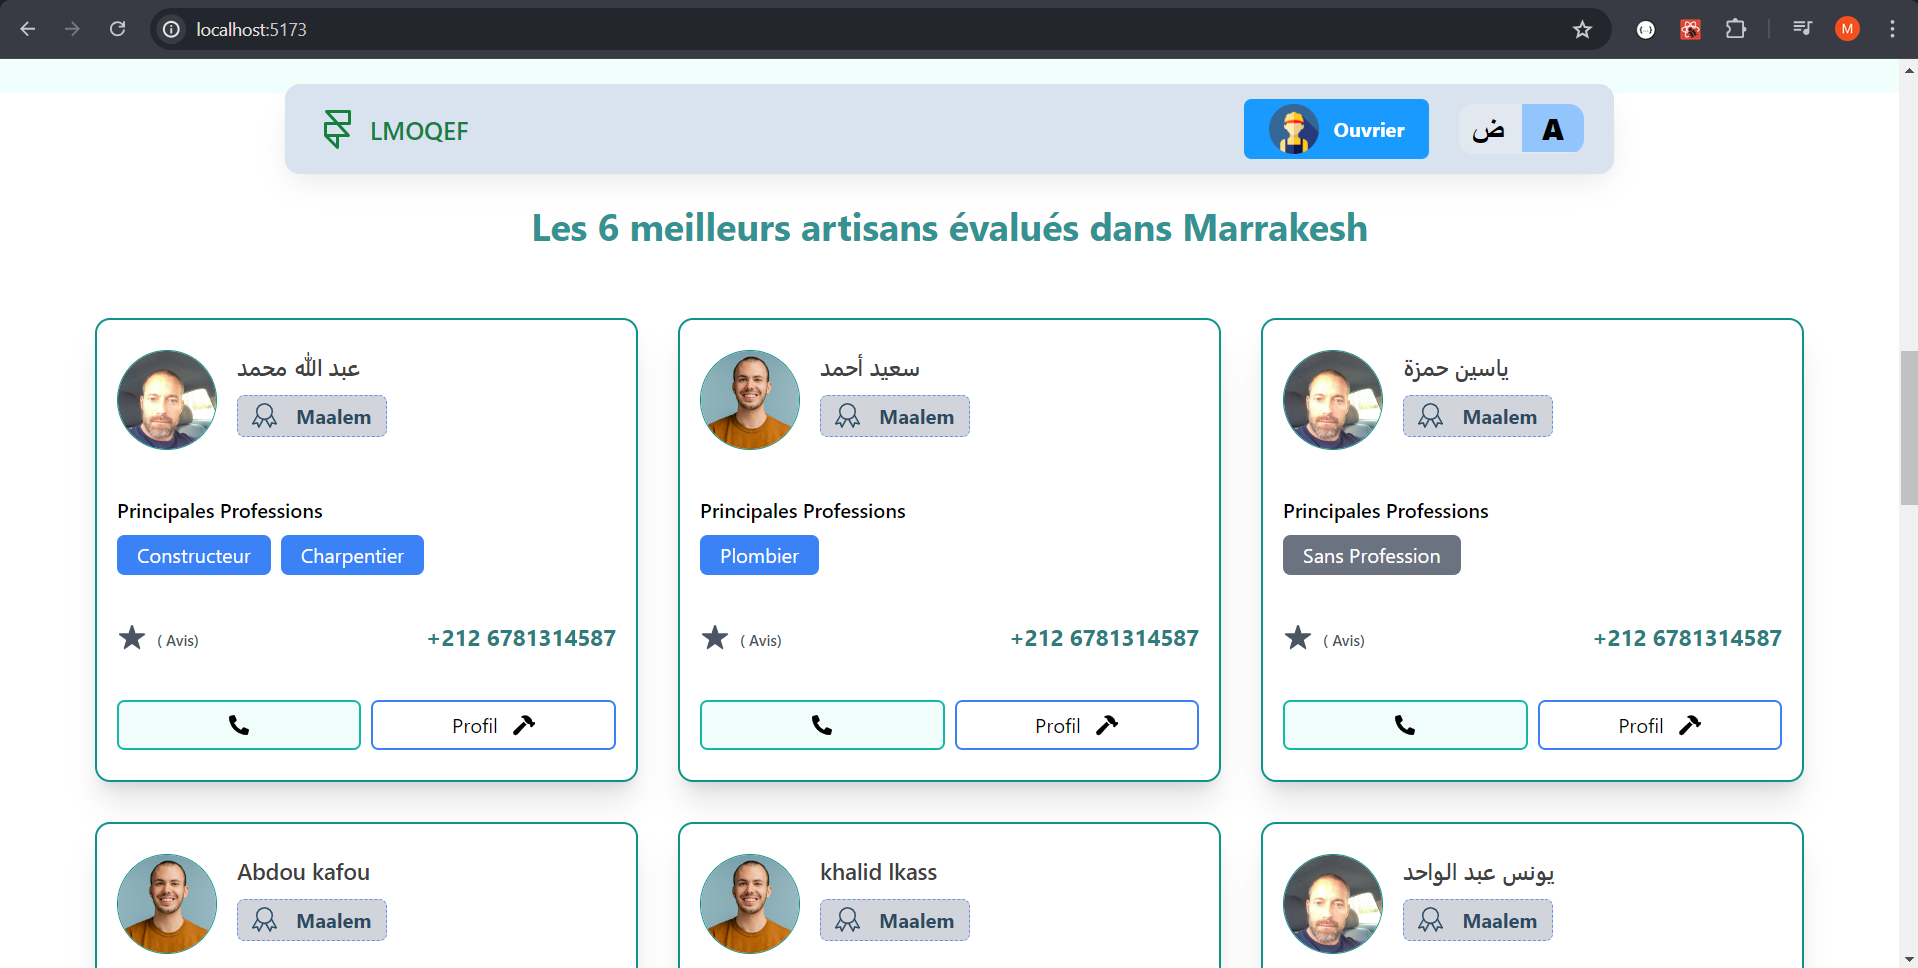 localhost:5173
M
LMOQEF
Ouvrier
ض
A
Les 6 meilleurs artisans évalués dans Marrakesh
عبد الله محمد
Maalem
Principales Professions
Constructeur
Charpentier
( Avis)
+212 6781314587
Profil
سعيد أحمد
Maalem
Principales Professions
Plombier
( Avis)
+212 6781314587
Profil
ياسين حمزة
Maalem
Principales Professions
Sans Profession
( Avis)
+212 6781314587
Profil
Abdou kafou
Maalem
khalid lkass
Maalem
يونس عبد الواحد
Maalem